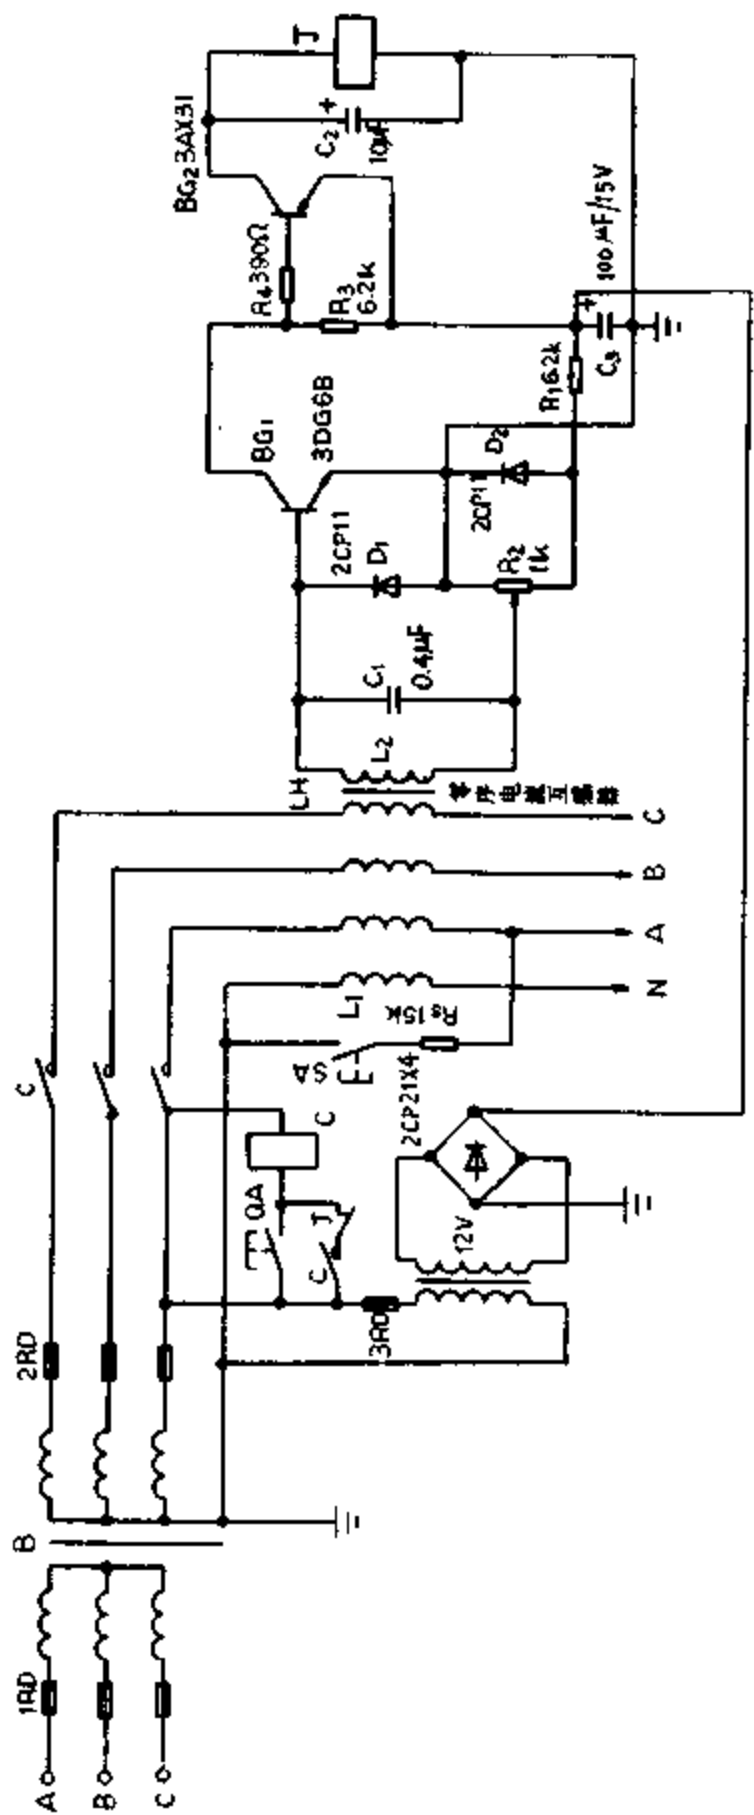 A
B
C
1RD
B
2RD
C
QA
C
J
C
3RD
12V
2CP21X4
SA
R5 15k
L1
N
A
B
C
LH
零序电流互感器
L2
C1
0.4μF
2CP11
D1
BG1
3DG6B
R2
1k
2CP11
D2
R1 6.2k
C3
100μF/15V
R4 390Ω
R3
6.2k
BG2 3AX31
C2
10μF
J